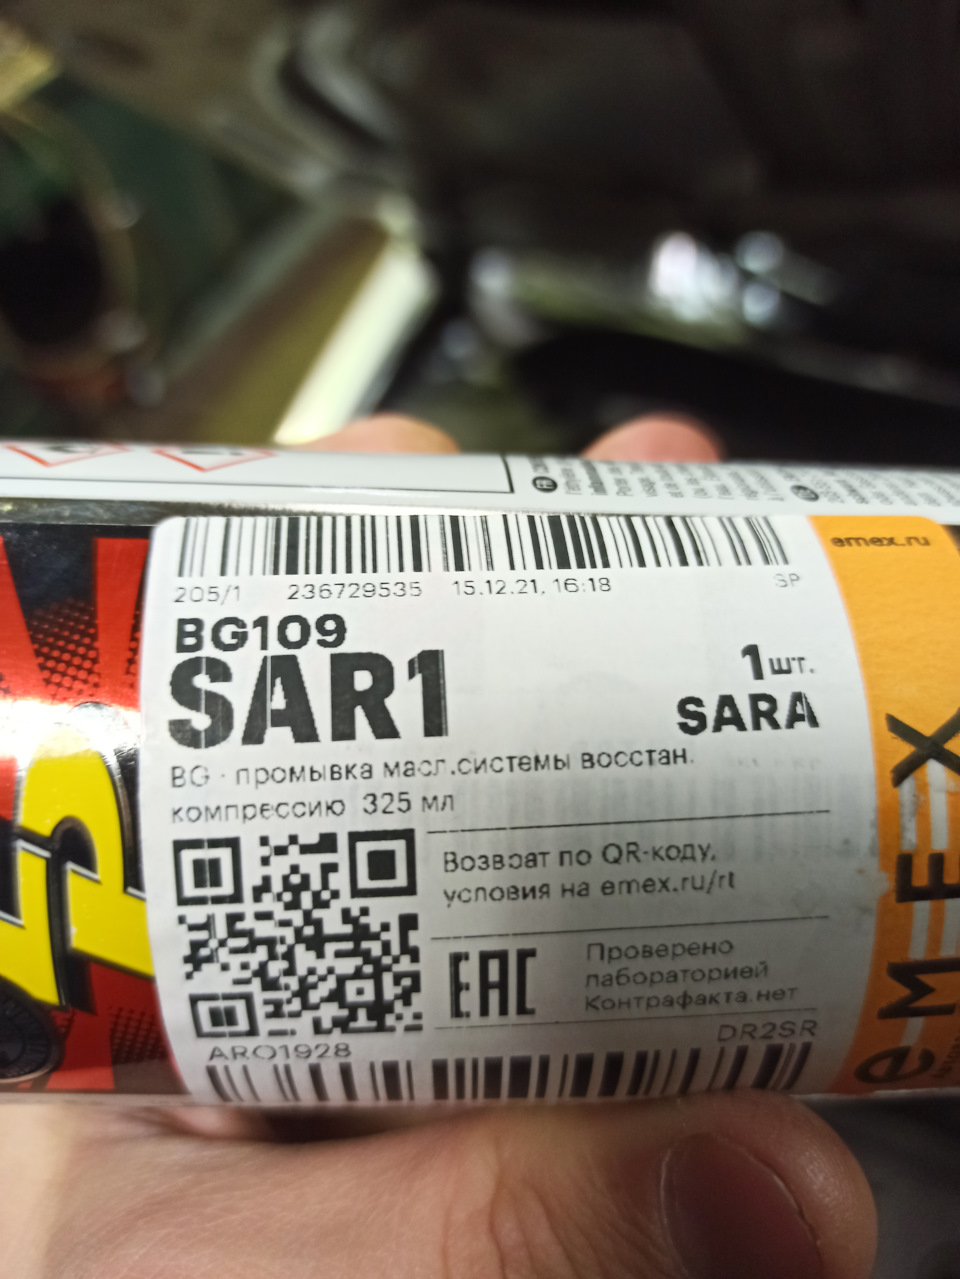 emex.ru
205/1 236729535 15.12.21, 16:18 SP
BG109
SAR1
1 шт.
SARA
BG - промывка масл.системы восстан.
компрессию 325 мл
Возврат по QR-коду,
условия на emex.ru/rt
EAC
Проверено
лабораторией
Контрафакта.нет
ARO1928
DR2SR
eMEX